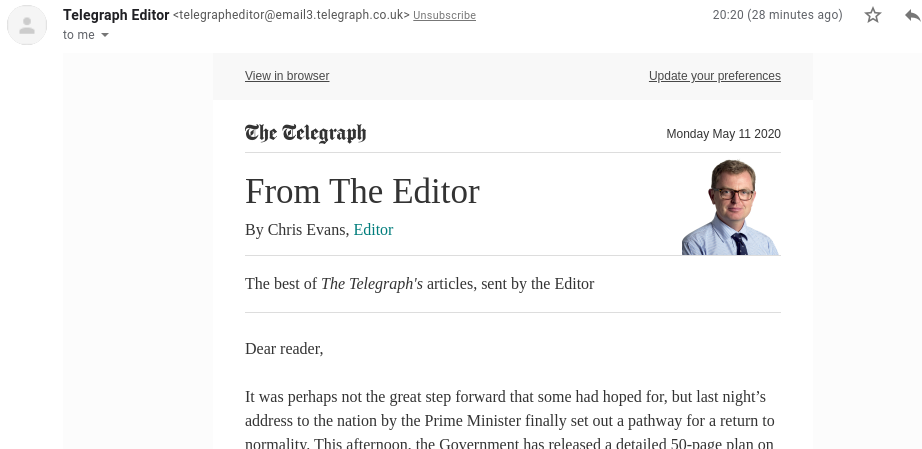 Telegraph Editor <telegrapheditor@email3.telegraph.co.uk> Unsubscribe 20:20 (28 minutes ago)
to me
View in browser Update your preferences
The Telegraph Monday May 11 2020
From The Editor
By Chris Evans, Editor
The best of The Telegraph's articles, sent by the Editor
Dear reader,
It was perhaps not the great step forward that some had hoped for, but last night’s
address to the nation by the Prime Minister finally set out a pathway for a return to
normality. This afternoon, the Government has released a detailed 50-page plan on